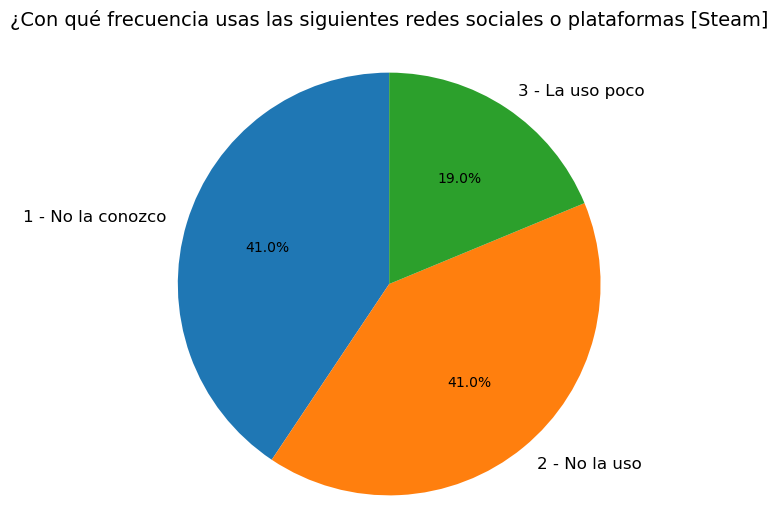 ¿Con qué frecuencia usas las siguientes redes sociales o plataformas [Steam]
3 - La uso poco
19.0%
1 - No la conozco
41.0%
41.0%
2 - No la uso